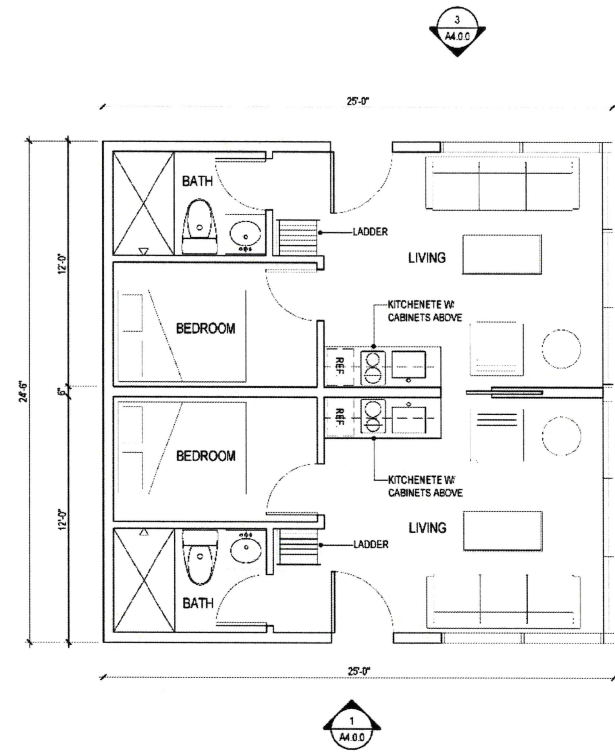 3
A4.0.0
25'-0"
BATH
LADDER
LIVING
12'-0"
KITCHENETE W/
CABINETS ABOVE
BEDROOM
REF.
24'-6"
6"
REF.
BEDROOM
KITCHENETE W/
CABINETS ABOVE
12'-0"
LIVING
LADDER
BATH
25'-0"
1
A4.0.0